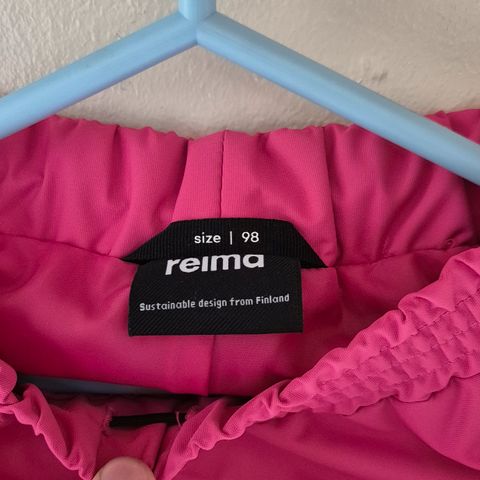 size | 98
reima
Sustainable design from Finland